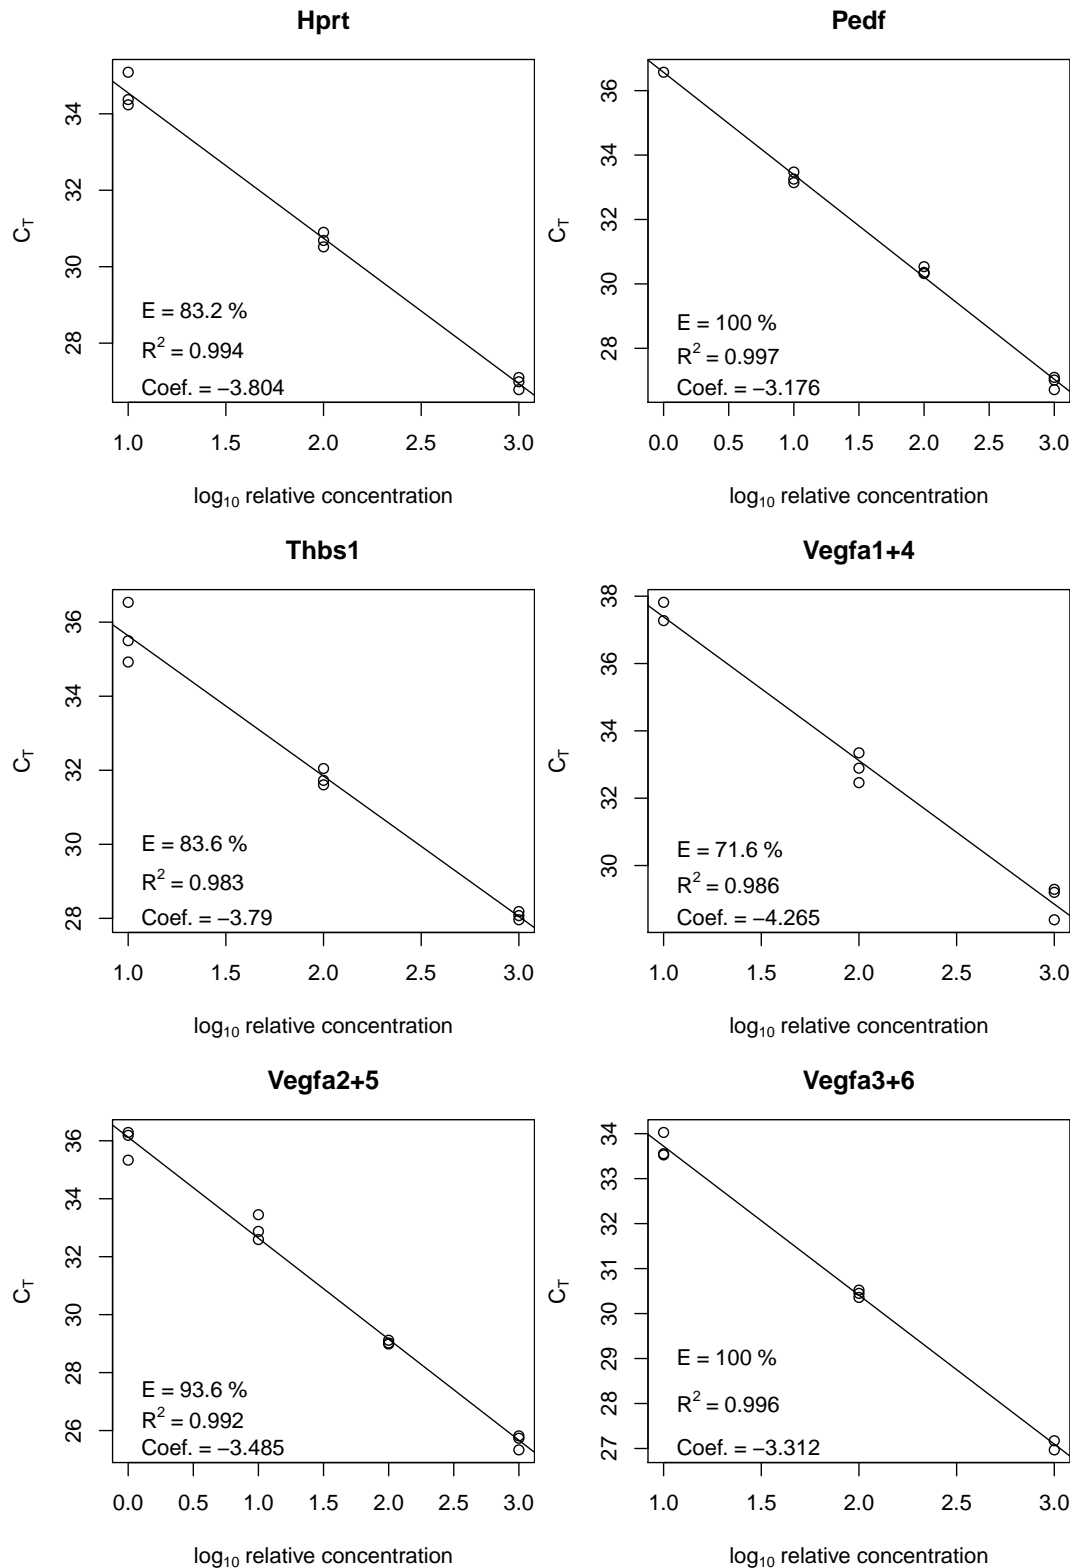 Hprt
34
32
30
28
C_T
E = 83.2 %
R² = 0.994
Coef. = −3.804
1.0 1.5 2.0 2.5 3.0
log₁₀ relative concentration
Pedf
36
34
32
30
28
C_T
E = 100 %
R² = 0.997
Coef. = −3.176
0.0 0.5 1.0 1.5 2.0 2.5 3.0
log₁₀ relative concentration
Thbs1
36
34
32
30
28
C_T
E = 83.6 %
R² = 0.983
Coef. = −3.79
1.0 1.5 2.0 2.5 3.0
log₁₀ relative concentration
Vegfa1+4
38
36
34
32
30
C_T
E = 71.6 %
R² = 0.986
Coef. = −4.265
1.0 1.5 2.0 2.5 3.0
log₁₀ relative concentration
Vegfa2+5
36
34
32
30
28
26
C_T
E = 93.6 %
R² = 0.992
Coef. = −3.485
0.0 0.5 1.0 1.5 2.0 2.5 3.0
log₁₀ relative concentration
Vegfa3+6
34
33
32
31
30
29
28
27
C_T
E = 100 %
R² = 0.996
Coef. = −3.312
1.0 1.5 2.0 2.5 3.0
log₁₀ relative concentration